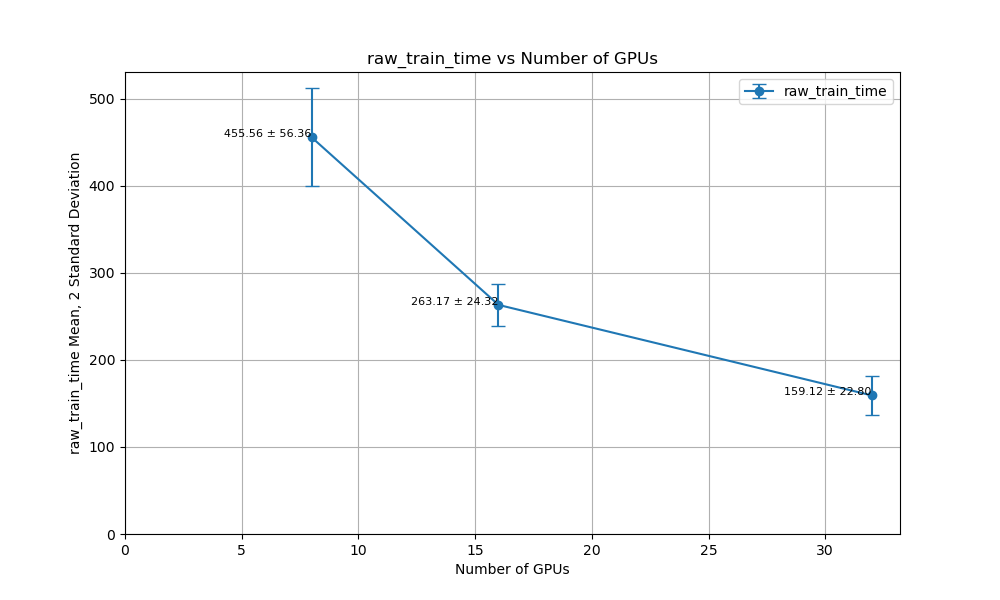 raw_train_time vs Number of GPUs
raw_train_time
raw_train_time Mean, 2 Standard Deviation
500
400
300
200
100
0
455.56 ± 56.36
263.17 ± 24.32
159.12 ± 22.80
0 5 10 15 20 25 30
Number of GPUs